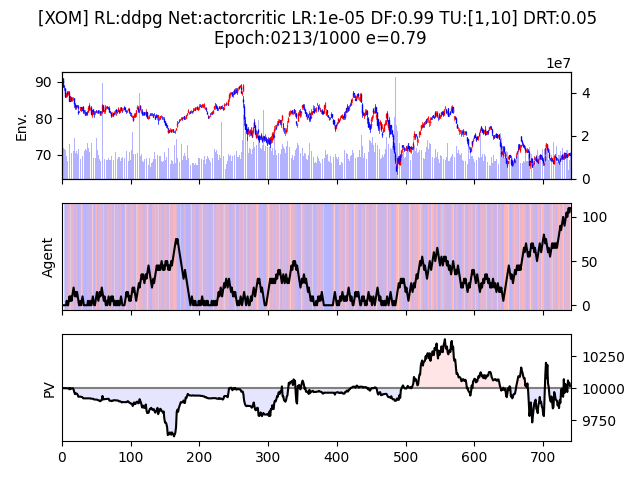 [XOM] RL:ddpg Net:actorcritic LR:1e-05 DF:0.99 TU:[1,10] DRT:0.05
Epoch:0213/1000 e=0.79
1e7
90
80
70
Env.
4
2
0
Agent
100
50
0
PV
10250
10000
9750
0 100 200 300 400 500 600 700